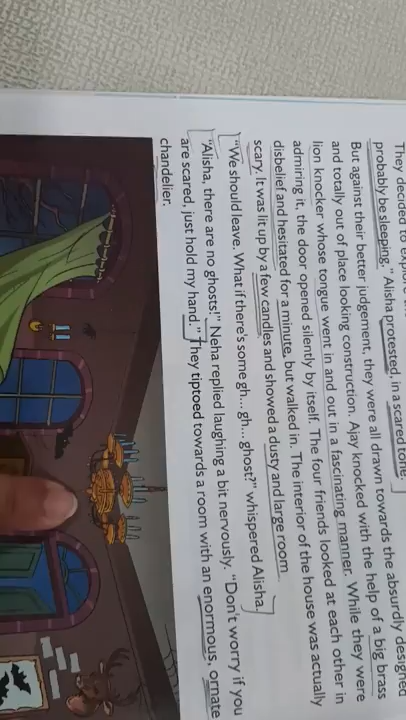 They decided to explore
probably be sleeping." Alisha protested, in a scared tone.
But against their better judgement, they were all drawn towards the absurdly designed
and totally out of place looking construction. Ajay knocked with the help of a big brass
lion knocker whose tongue went in and out in a fascinating manner. While they were
admiring it, the door opened silently by itself. The four friends looked at each other in
disbelief and hesitated for a minute, but walked in. The interior of the house was actually
scary. It was lit up by a few candles and showed a dusty and large room.
"We should leave. What if there's some gh... gh... ghost?" whispered Alisha.
"Alisha, there are no ghosts!" Neha replied laughing a bit nervously. "Don't worry if you
are scared, just hold my hand." They tiptoed towards a room with an enormous, ornate
chandelier.